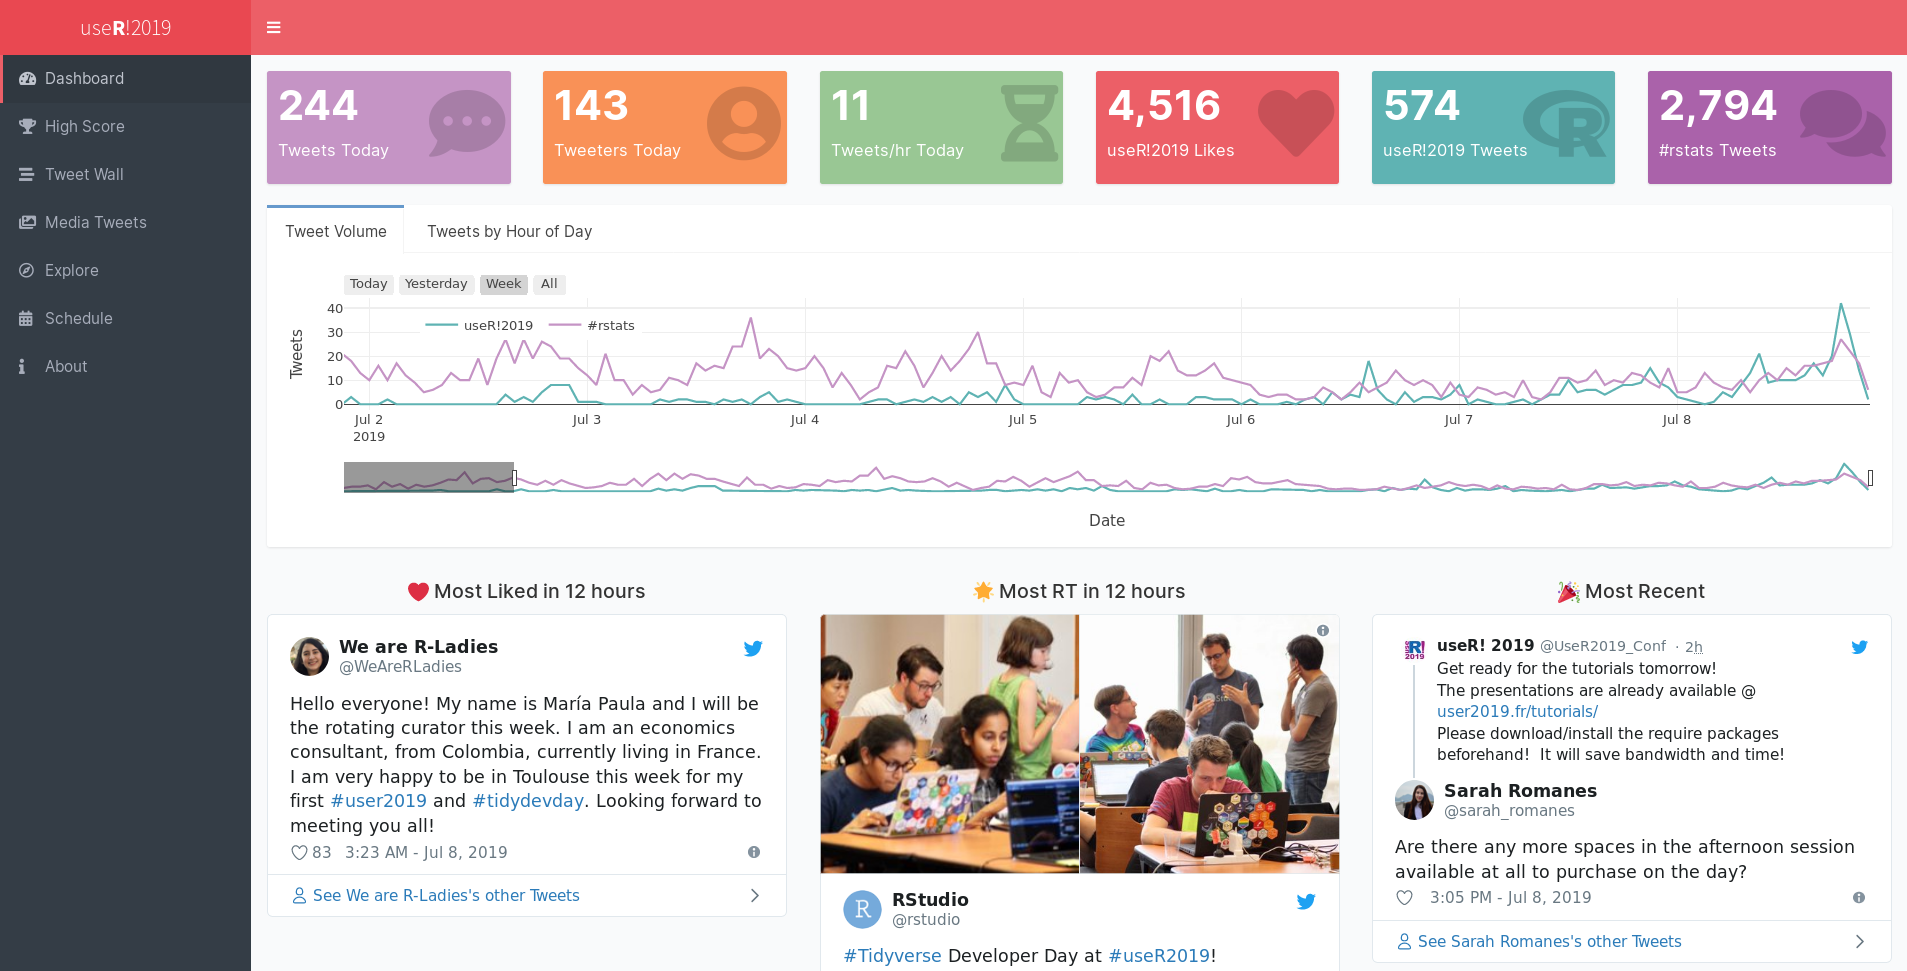 useR!2019
Dashboard
High Score
Tweet Wall
Media Tweets
Explore
Schedule
About
244
Tweets Today
143
Tweeters Today
11
Tweets/hr Today
4,516
useR!2019 Likes
574
useR!2019 Tweets
2,794
#rstats Tweets
Tweet Volume
Tweets by Hour of Day
Today Yesterday Week All
useR!2019 #rstats
Tweets
40
30
20
10
0
Jul 2 Jul 3 Jul 4 Jul 5 Jul 6 Jul 7 Jul 8
2019
Date
Most Liked in 12 hours
We are R-Ladies
@WeAreRLadies
Hello everyone! My name is María Paula and I will be
the rotating curator this week. I am an economics
consultant, from Colombia, currently living in France.
I am very happy to be in Toulouse this week for my
first #user2019 and #tidydevday. Looking forward to
meeting you all!
83 3:23 AM - Jul 8, 2019
See We are R-Ladies's other Tweets
Most RT in 12 hours
R
RStudio
@rstudio
#Tidyverse Developer Day at #useR2019!
Most Recent
useR! 2019 @UseR2019_Conf · 2h
Get ready for the tutorials tomorrow!
The presentations are already available @
user2019.fr/tutorials/
Please download/install the require packages
beforehand! It will save bandwidth and time!
Sarah Romanes
@sarah_romanes
Are there any more spaces in the afternoon session
available at all to purchase on the day?
3:05 PM - Jul 8, 2019
See Sarah Romanes's other Tweets